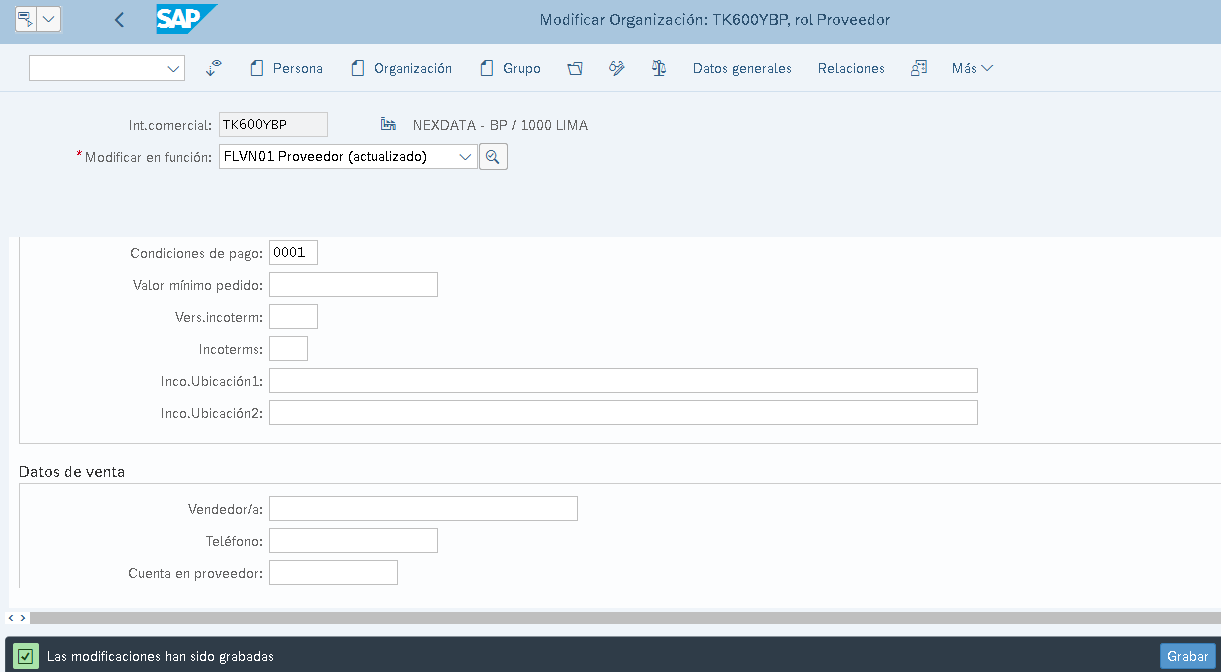 SAP
Modificar Organización: TK600YBP, rol Proveedor
Persona Organización Grupo Datos generales Relaciones Más
Int.comercial: TK600YBP NEXDATA - BP / 1000 LIMA
* Modificar en función: FLVN01 Proveedor (actualizado)
Condiciones de pago: 0001
Valor mínimo pedido:
Vers.incoterm:
Incoterms:
Inco.Ubicación1:
Inco.Ubicación2:
Datos de venta
Vendedor/a:
Teléfono:
Cuenta en proveedor:
Las modificaciones han sido grabadas Grabar